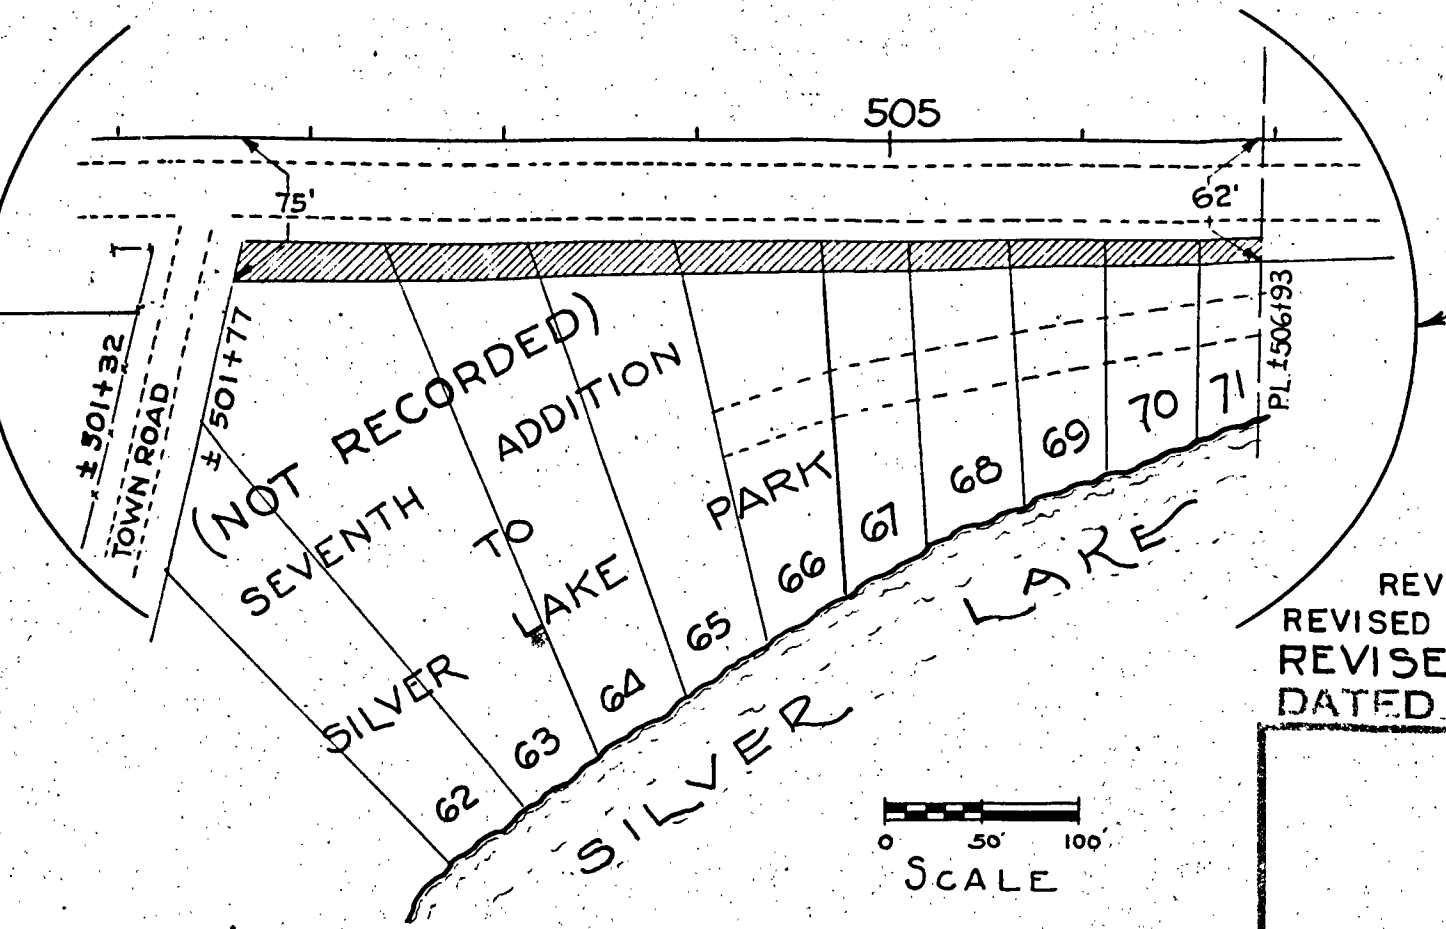 505
75'
62'
± 501+32
TOWN ROAD
± 501+77
(NOT RECORDED)
SEVENTH ADDITION
TO
SILVER LAKE PARK
P.L. ±506+93
62
63
64
65
66
67
68
69
70
71
SILVER LAKE
0 50' 100'
SCALE
REV
REVISED
REVISE
DATED